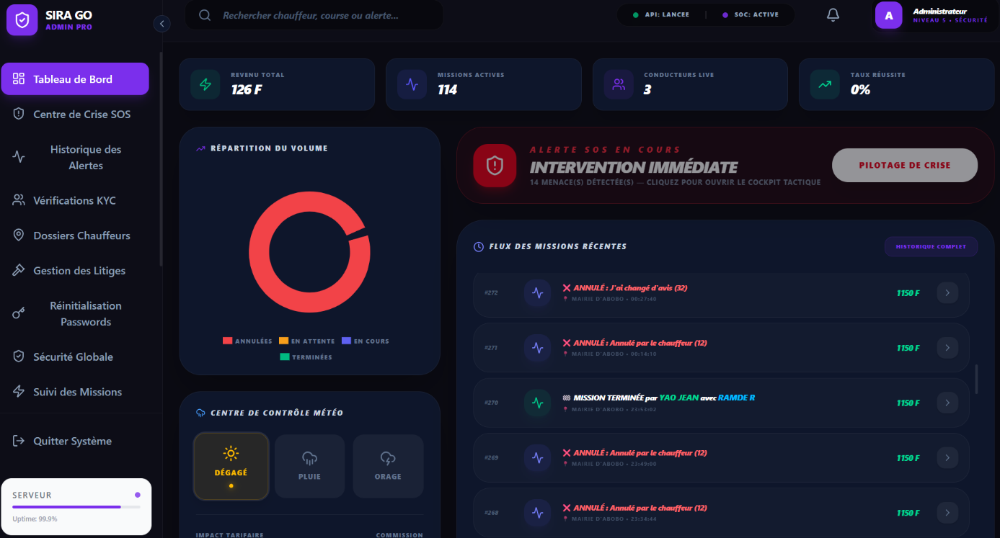 SIRA GO
ADMIN PRO
Tableau de Bord
Centre de Crise SOS
Historique des
Alertes
Vérifications KYC
Dossiers Chauffeurs
Gestion des Litiges
Réinitialisation
Passwords
Sécurité Globale
Suivi des Missions
Quitter Système
SERVEUR
Uptime: 99.9%
Rechercher chauffeur, course ou alerte...
API: LANCEE
SOC: ACTIVE
A
Administrateur
NIVEAU 5 • SÉCURITÉ
REVENU TOTAL
126 F
MISSIONS ACTIVES
114
CONDUCTEURS LIVE
3
TAUX RÉUSSITE
0%
RÉPARTITION DU VOLUME
ANNULÉES
EN ATTENTE
EN COURS
TERMINÉES
CENTRE DE CONTRÔLE MÉTÉO
DÉGAGÉ
PLUIE
ORAGE
IMPACT TARIFAIRE
COMMISSION
ALERTE SOS EN COURS
INTERVENTION IMMÉDIATE
14 MENACE(S) DÉTECTÉE(S) — CLIQUEZ POUR OUVRIR LE COCKPIT TACTIQUE
PILOTAGE DE CRISE
FLUX DES MISSIONS RÉCENTES
HISTORIQUE COMPLET
#272
ANNULÉ : J'ai changé d'avis (32)
MAIRIE D'ABOBO • 00:27:40
1150 F
#271
ANNULÉ : Annulé par le chauffeur (12)
MAIRIE D'ABOBO • 00:14:10
1150 F
#270
MISSION TERMINÉE par YAO JEAN avec RAMDE R
MAIRIE D'ABOBO • 23:53:02
1150 F
#269
ANNULÉ : Annulé par le chauffeur (12)
MAIRIE D'ABOBO • 23:49:00
1150 F
#268
ANNULÉ : Annulé par le chauffeur (12)
MAIRIE D'ABOBO • 23:34:44
1150 F